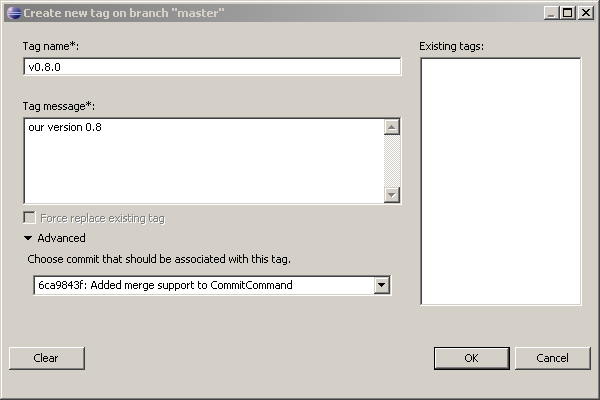 Create new tag on branch "master"
Tag name*:
v0.8.0
Tag message*:
our version 0.8
Force replace existing tag
Advanced
Choose commit that should be associated with this tag.
6ca9843f: Added merge support to CommitCommand
Existing tags:
Clear
OK
Cancel